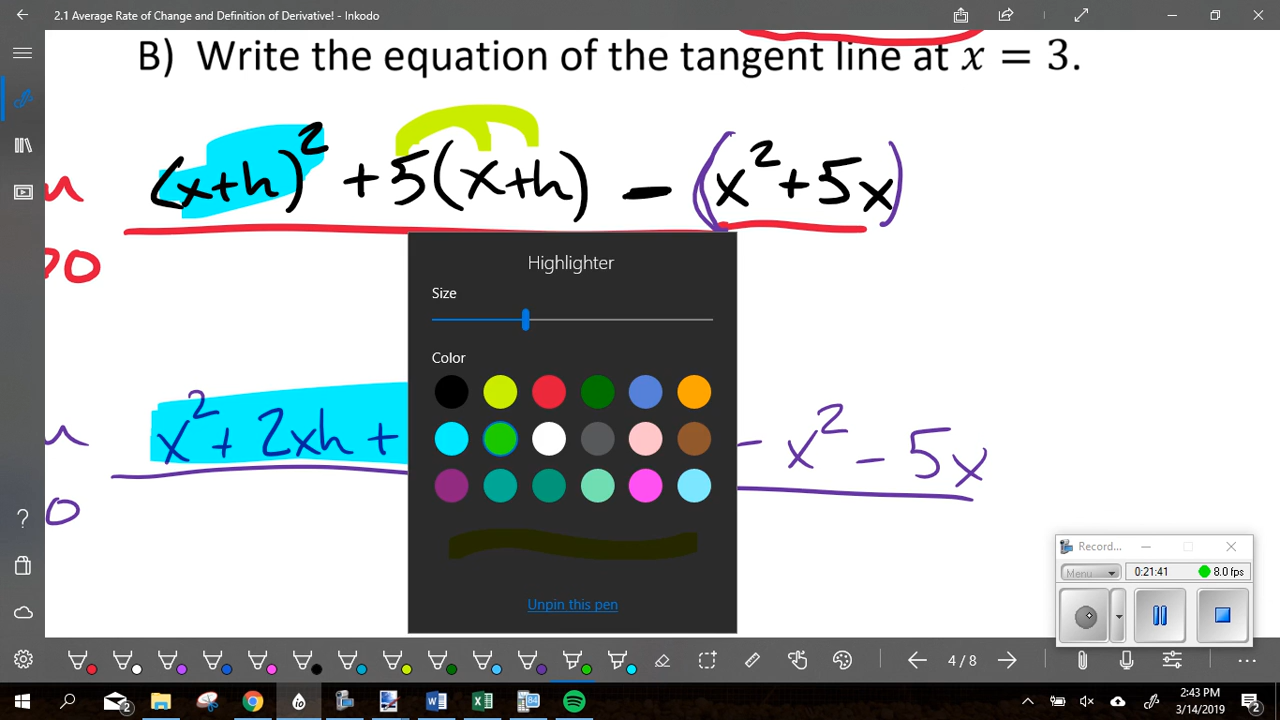 2.1 Average Rate of Change and Definition of Derivative! - Inkodo
B) Write the equation of the tangent line at x = 3.
(x+h)² + 5(x+h) - (x²+5x)
Highlighter
Size
Color
x² + 2xh +
- x² - 5x
Unpin this pen
Record...
Menu
0:21:41
8.0 fps
4 / 8
2
2:43 PM
3/14/2019
2